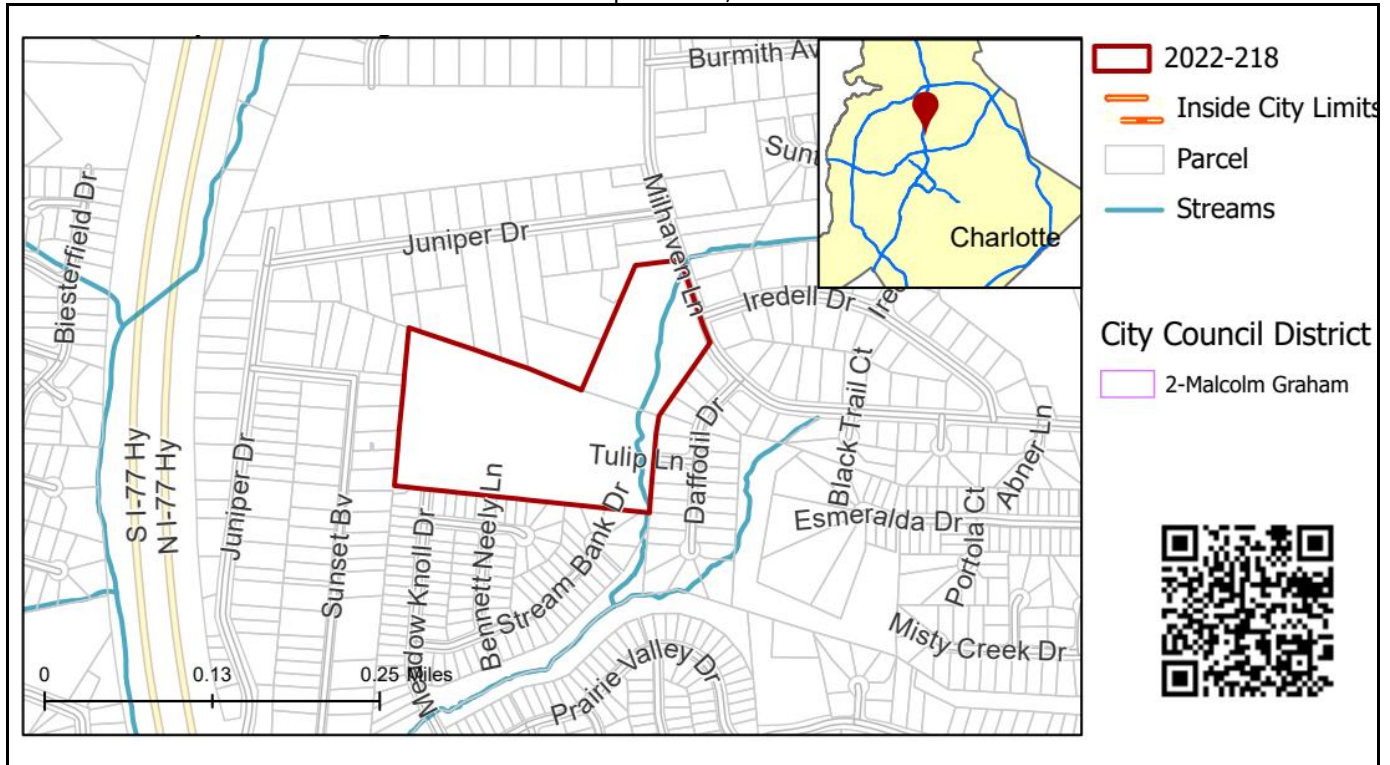 2022-218
Inside City Limits
Parcel
Streams
City Council District
2-Malcolm Graham
Burmith Av
Sunt
Charlotte
Milhaven Ln
Juniper Dr
Biesterfield Dr
Iredell Dr
Ired
Black Trail Ct
Abner Ln
Daffodil Dr
Tulip Ln
S I-77 Hy
N I-77 Hy
Juniper Dr
Sunset Bv
Meadow Knoll Dr
Bennett Neely Ln
Stream Bank Dr
Esmeralda Dr
Portola Ct
Misty Creek Dr
Prairie Valley Dr
0 0.13 0.25 Miles